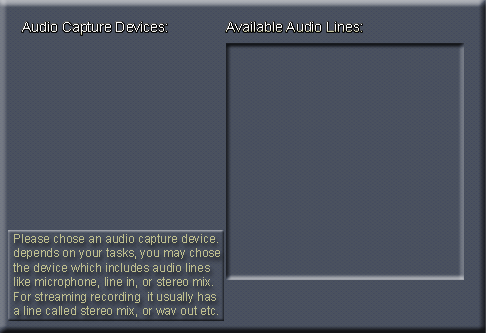 Audio Capture Devices:
Available Audio Lines:
Please chose an audio capture device.
depends on your tasks, you may chose
the device which includes audio lines
like microphone, line in, or stereo mix.
For streaming recording  it usually has
a line called stereo mix, or wav out etc.